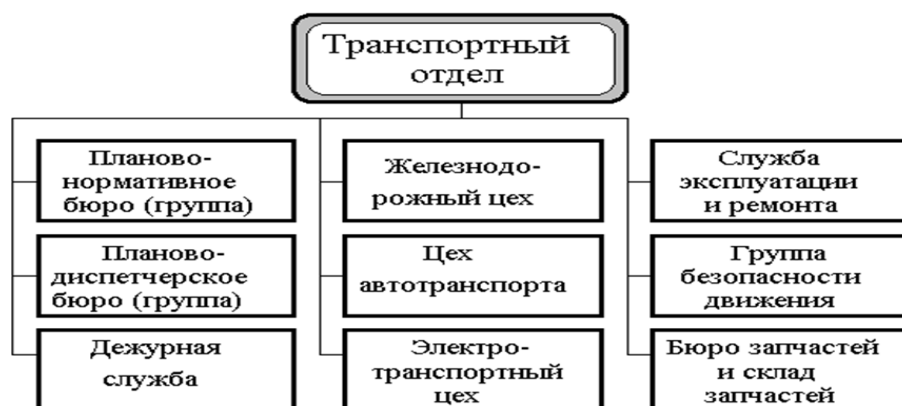 Транспортный
отдел
Планово-
нормативное
бюро (группа)
Железнодо-
рожный цех
Служба
эксплуатации
и ремонта
Планово-
диспетчерское
бюро (группа)
Цех
автотранспорта
Группа
безопасности
движения
Дежурная
служба
Электро-
транспортный
цех
Бюро запчастей
и склад
запчастей